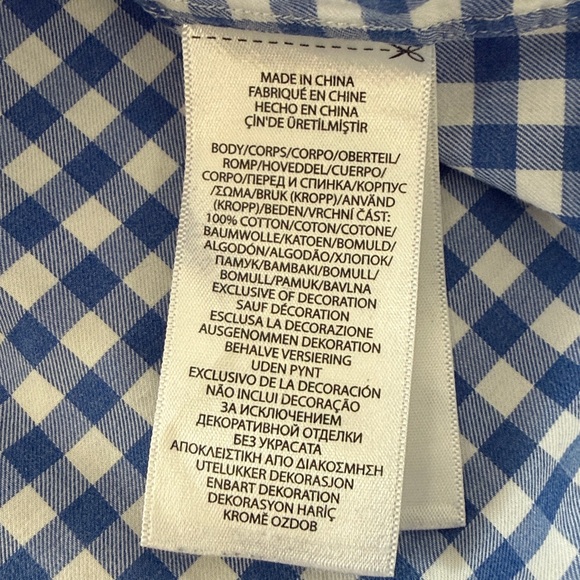 MADE IN CHINA
FABRIQUÉ EN CHINE
HECHO EN CHINA
ÇİN'DE ÜRETİLMİŞTİR
BODY/CORPS/CORPO/OBERTEIL/
ROMP/HOVEDDEL/CUERPO/
CORPO/ПЕРЕД И СПИНКА/КОРПУС
/ΣΩΜΑ/BRUK (KROPP)/ANVÄND
(KROPP)/BEDEN/VRCHNÍ ČÁST:
100% COTTON/COTON/COTONE/
BAUMWOLLE/KATOEN/BOMULD/
ALGODÓN/ALGODÃO/ХЛОПОК/
ПАМУК/ΒΑΜΒΑΚΙ/BOMULL/
BOMULL/PAMUK/BAVLNA
EXCLUSIVE OF DECORATION
SAUF DÉCORATION
ESCLUSA LA DECORAZIONE
AUSGENOMMEN DEKORATION
BEHALVE VERSIERING
UDEN PYNT
EXCLUSIVO DE LA DECORACIÓN
NÃO INCLUI DECORAÇÃO
ЗА ИСКЛЮЧЕНИЕМ
ДЕКОРАТИВНОЙ ОТДЕЛКИ
БЕЗ УКРАСАТА
ΑΠΟΚΛΕΙΣΤΙΚΗ ΑΠΟ ΔΙΑΚΟΣΜΗΣΗ
UTELUKKER DEKORASJON
ENBART DEKORATION
DEKORASYON HARİÇ
KROMĚ OZDOB